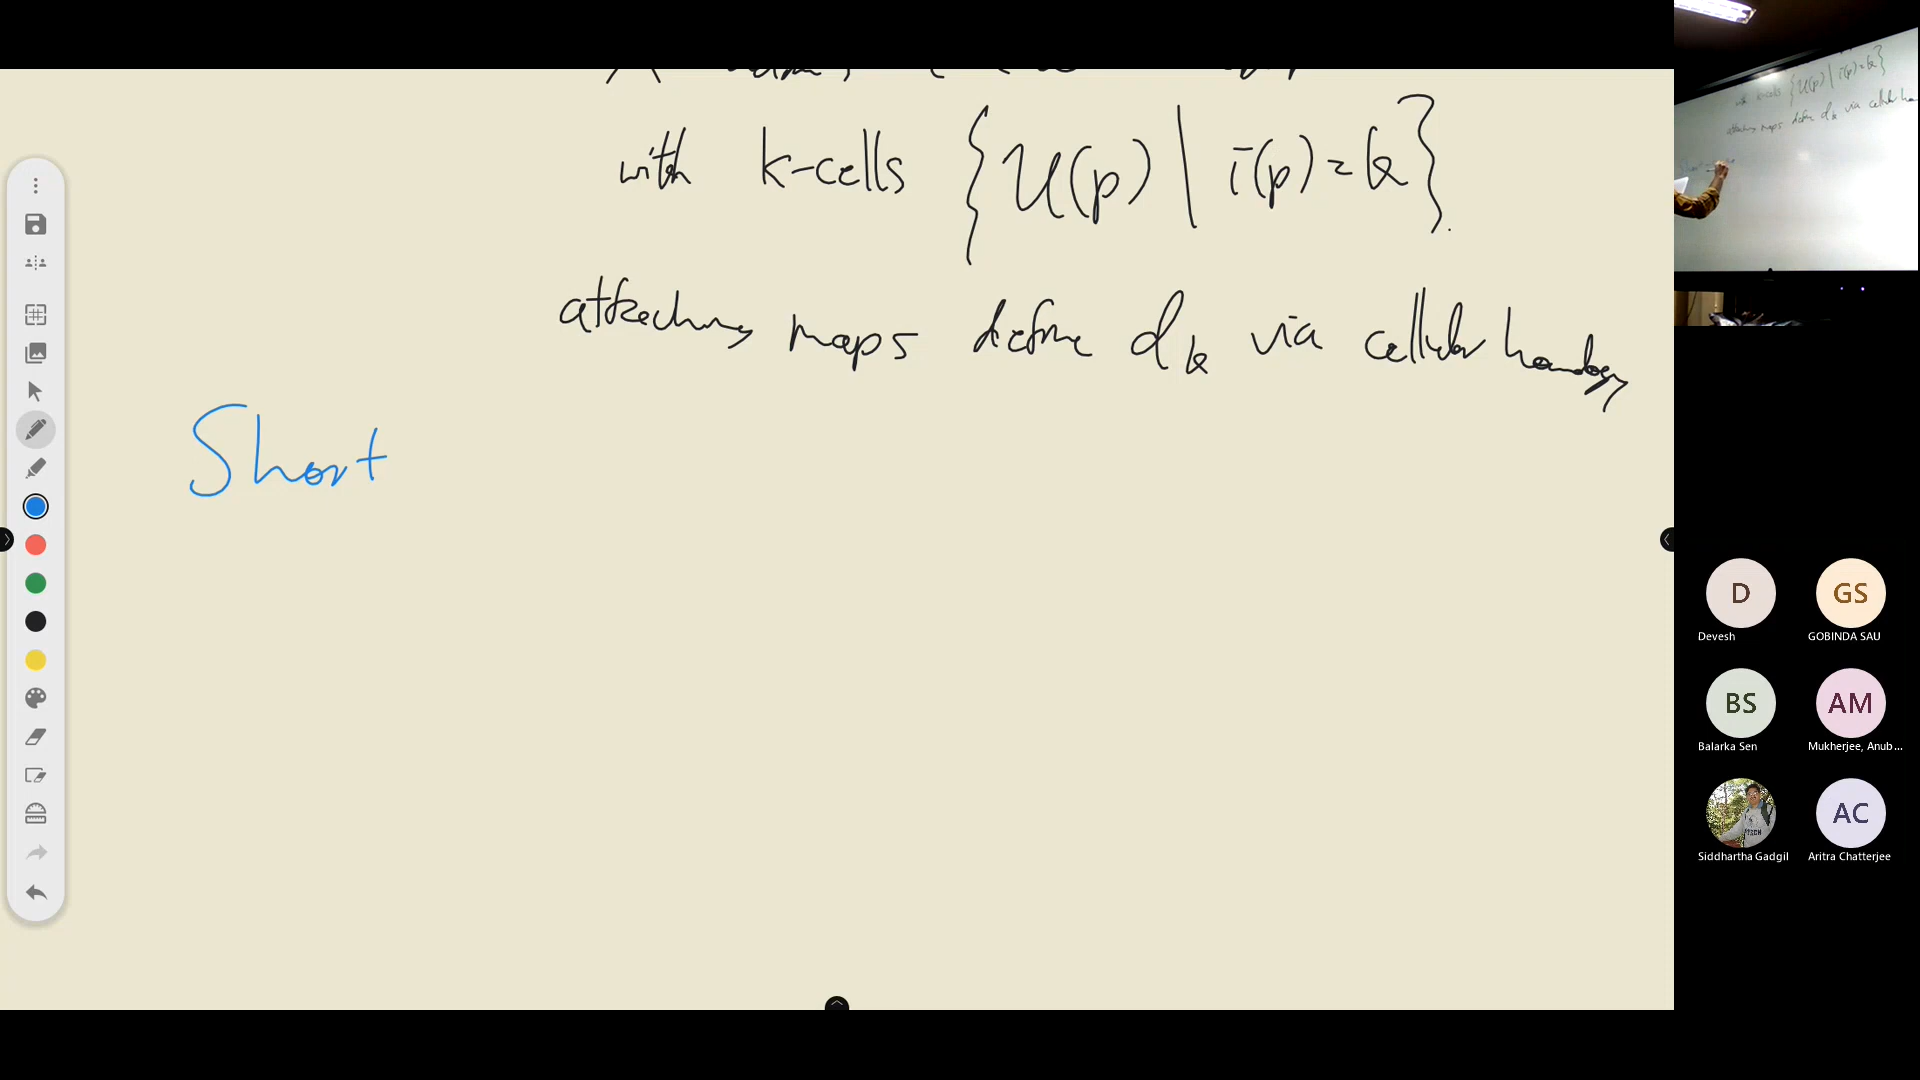 with k-cells {U(p) | i(p) = k}.
attaching maps define d_k via cellular homology
Short
D
Devesh
GS
GOBINDA SAU
BS
Balarka Sen
AM
Mukherjee, Anub...
Siddhartha Gadgil
AC
Aritra Chatterjee